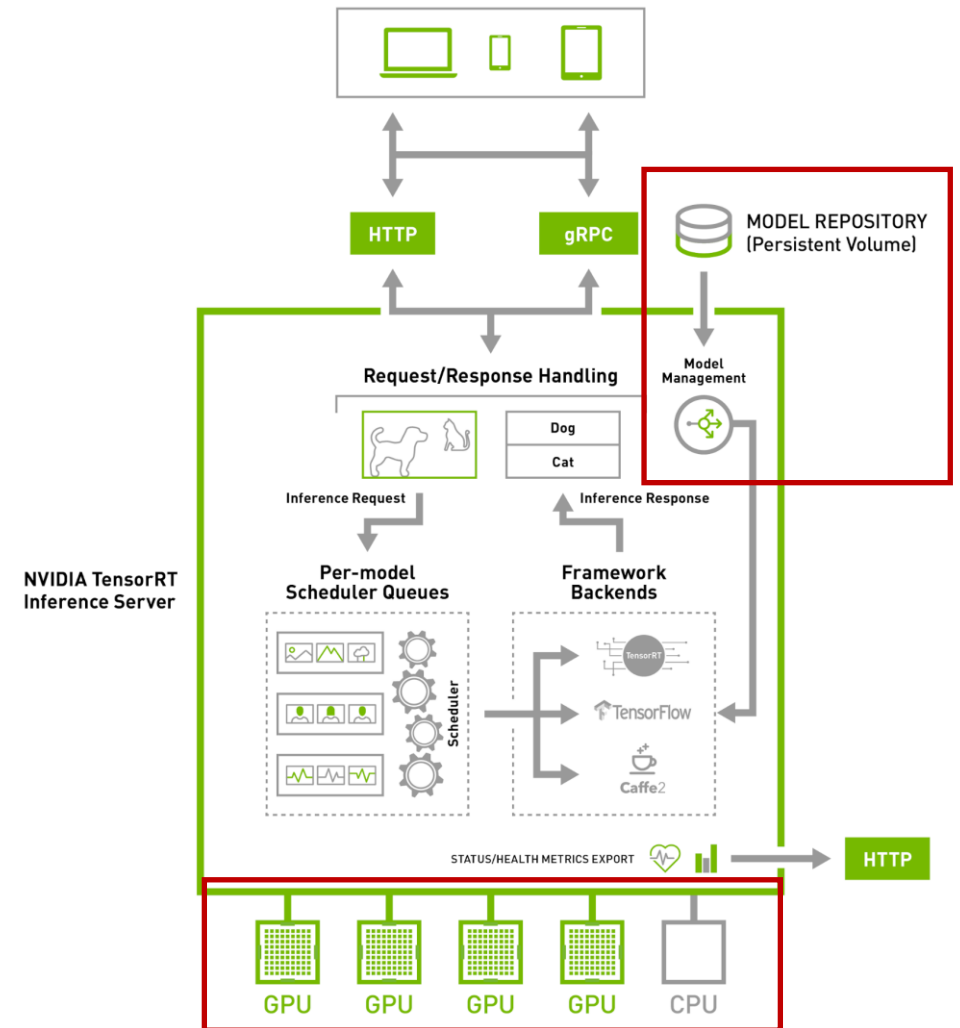 HTTP
gRPC
MODEL REPOSITORY
(Persistent Volume)
Request/Response Handling
Model
Management
Dog
Cat
Inference Request
Inference Response
NVIDIA TensorRT
Inference Server
Per-model
Scheduler Queues
Framework
Backends
Scheduler
TensorRT
TensorFlow
Caffe2
STATUS/HEALTH METRICS EXPORT
HTTP
GPU
GPU
GPU
GPU
CPU